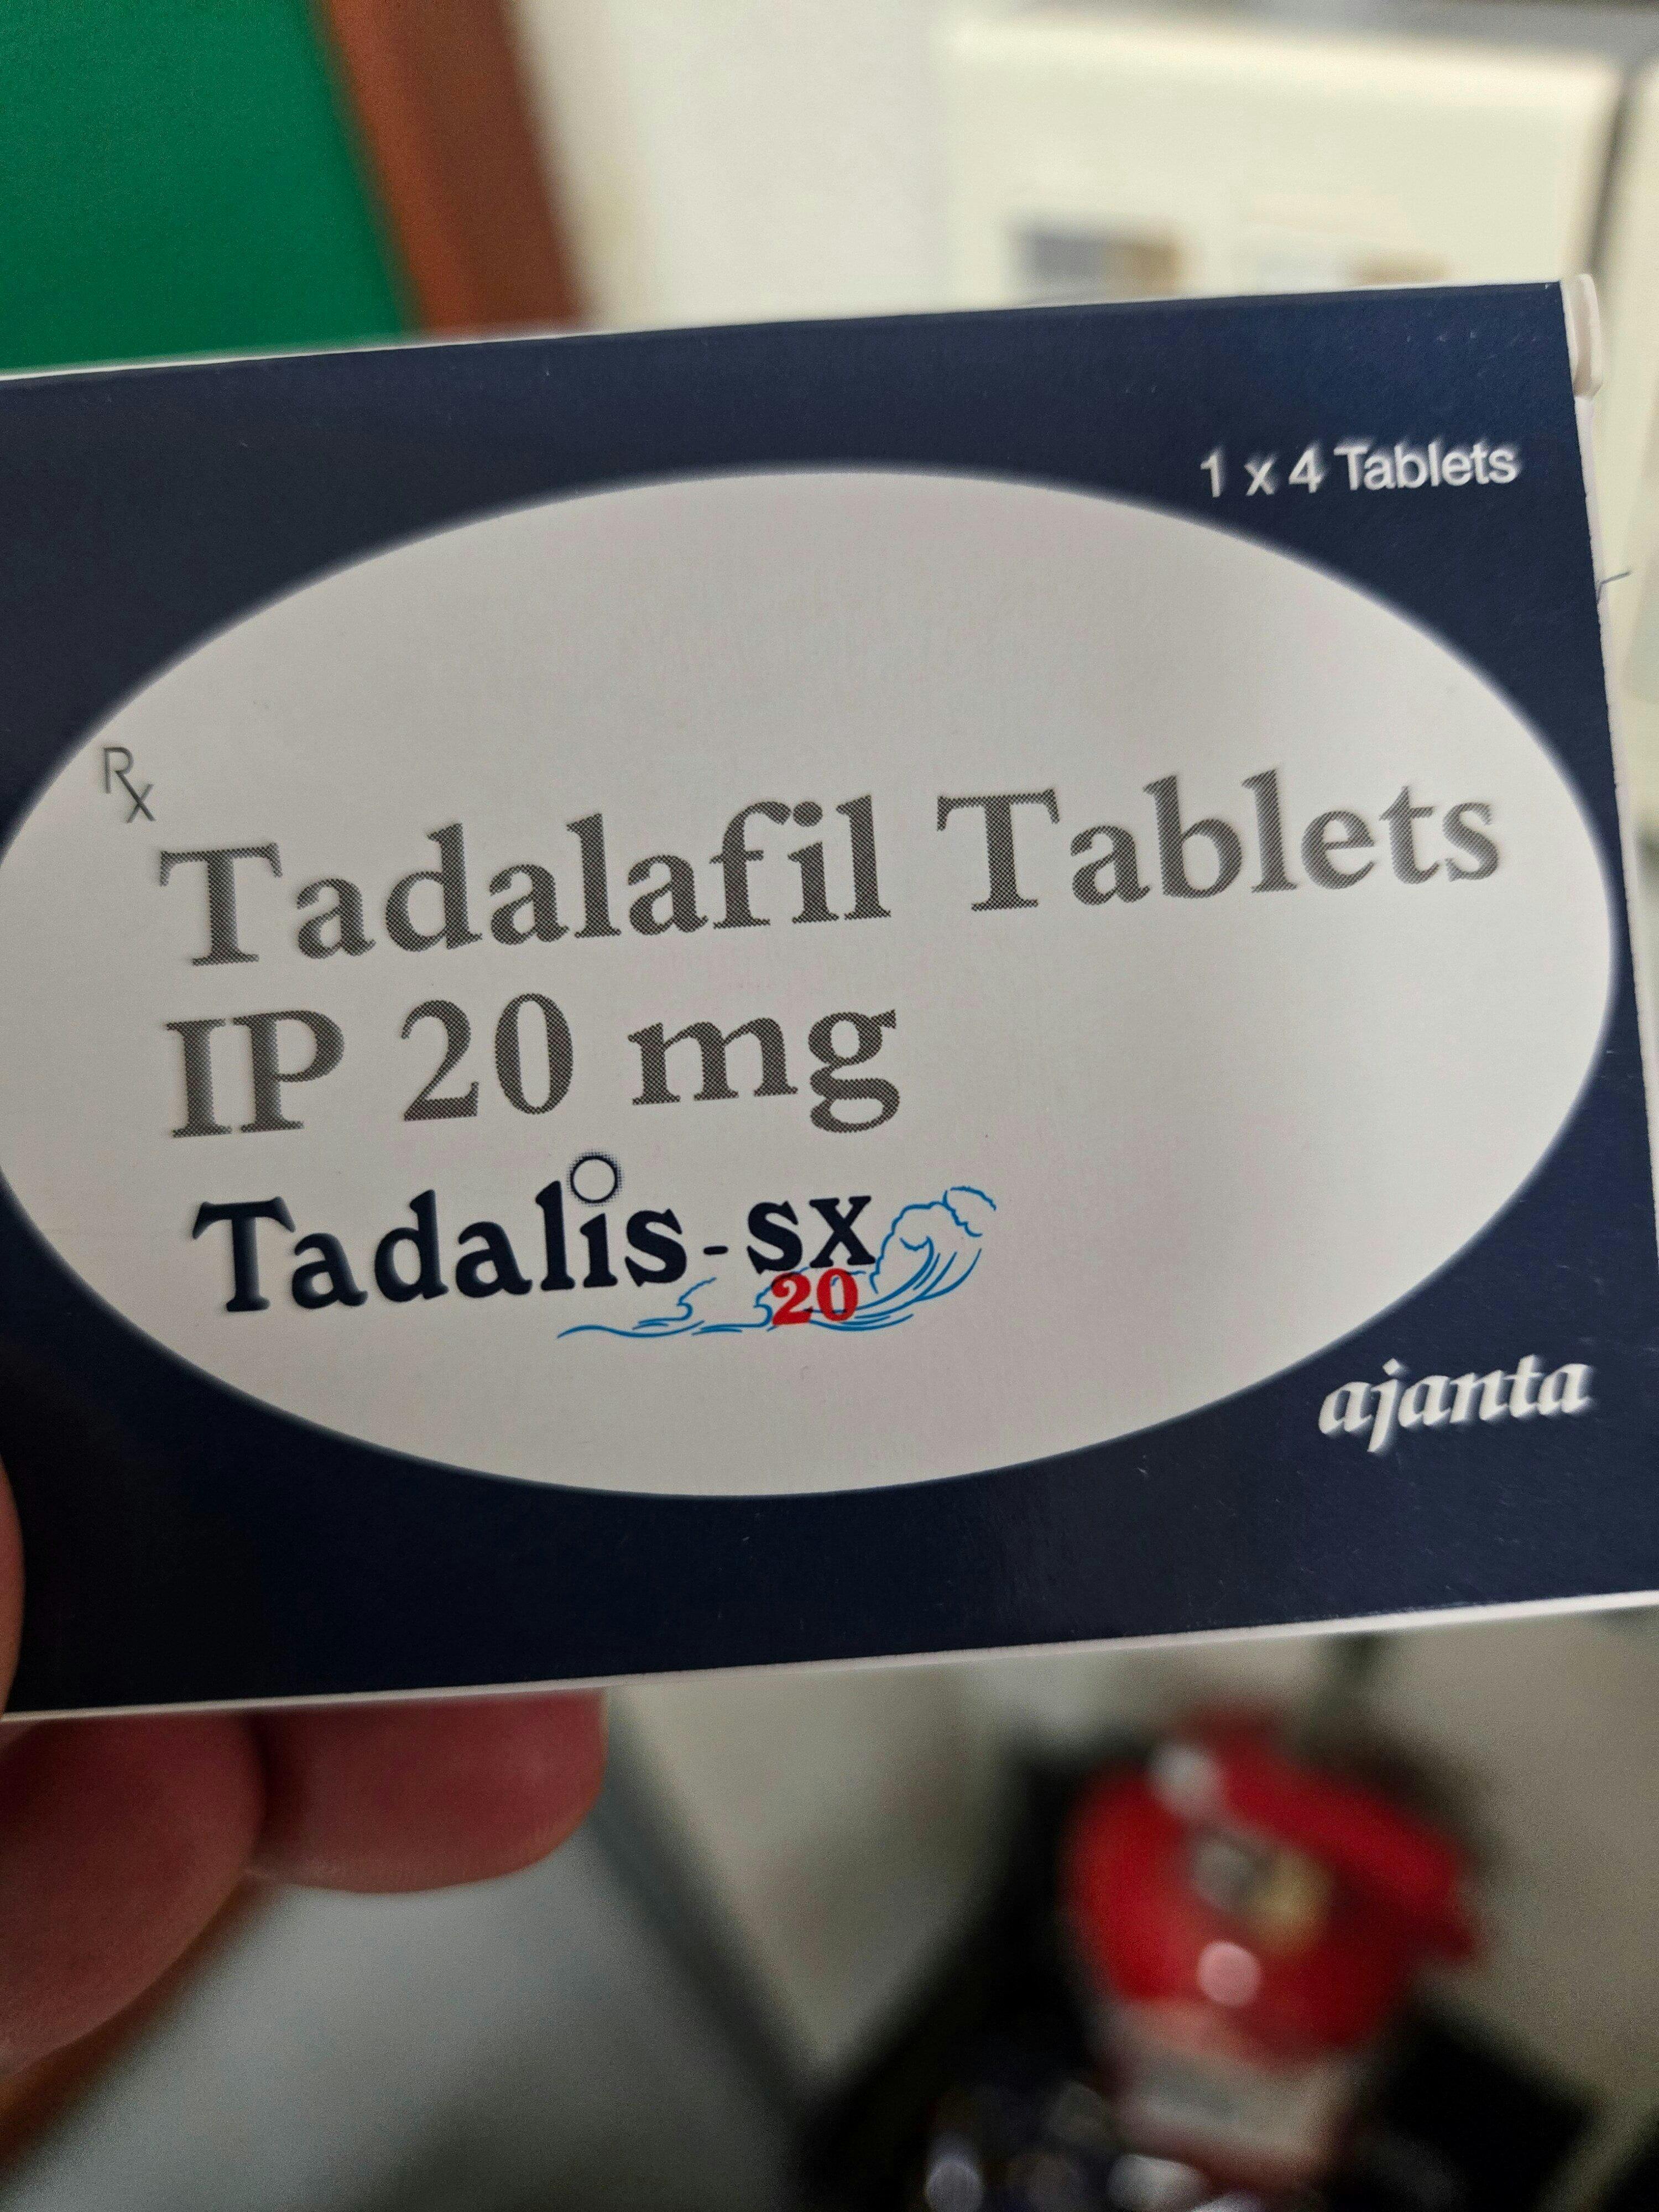 1 x 4 Tablets
Rx
Tadalafil Tablets
IP 20 mg
Tadalis-sx
20
ajanta